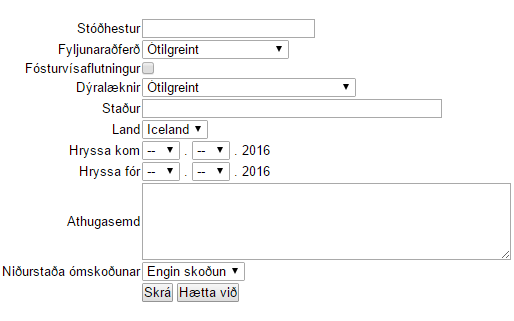 Stóðhestur
Fyljunaraðferð Ótilgreint
Fósturvísaflutningur
Dýralæknir Ótilgreint
Staður
Land Iceland
Hryssa kom -- . -- . 2016
Hryssa fór -- . -- . 2016
Athugasemd
Niðurstaða ómskoðunar Engin skoðun
Skrá Hætta við